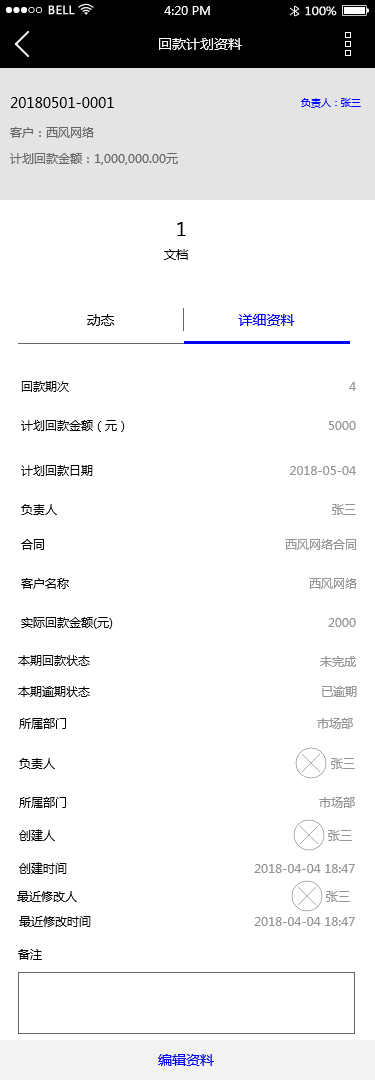 BELL 4:20 PM 100%
回款计划资料
20180501-0001 负责人：张三
客户：西风网络
计划回款金额：1,000,000.00元
1
文档
动态 详细资料
回款期次 4
计划回款金额（元） 5000
计划回款日期 2018-05-04
负责人 张三
合同 西风网络合同
客户名称 西风网络
实际回款金额(元) 2000
本期回款状态 未完成
本期逾期状态 已逾期
所属部门 市场部
负责人 张三
所属部门 市场部
创建人 张三
创建时间 2018-04-04 18:47
最近修改人 张三
最近修改时间 2018-04-04 18:47
备注
编辑资料